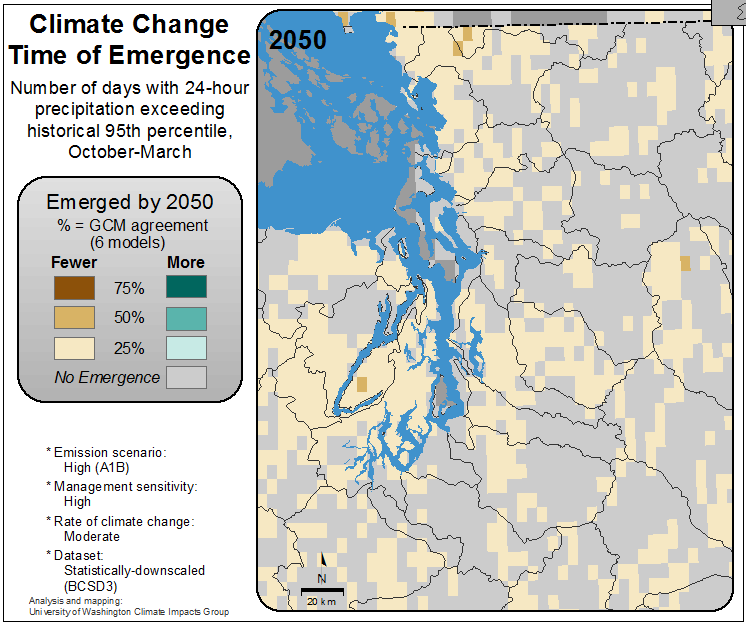 Climate Change
Time of Emergence
Number of days with 24-hour
precipitation exceeding
historical 95th percentile,
October-March
Emerged by 2050
% = GCM agreement
(6 models)
Fewer More
75%
50%
25%
No Emergence
* Emission scenario:
High (A1B)
* Management sensitivity:
High
* Rate of climate change:
Moderate
* Dataset:
Statistically-downscaled
(BCSD3)
Analysis and mapping:
University of Washington Climate Impacts Group
2050
N
20 km